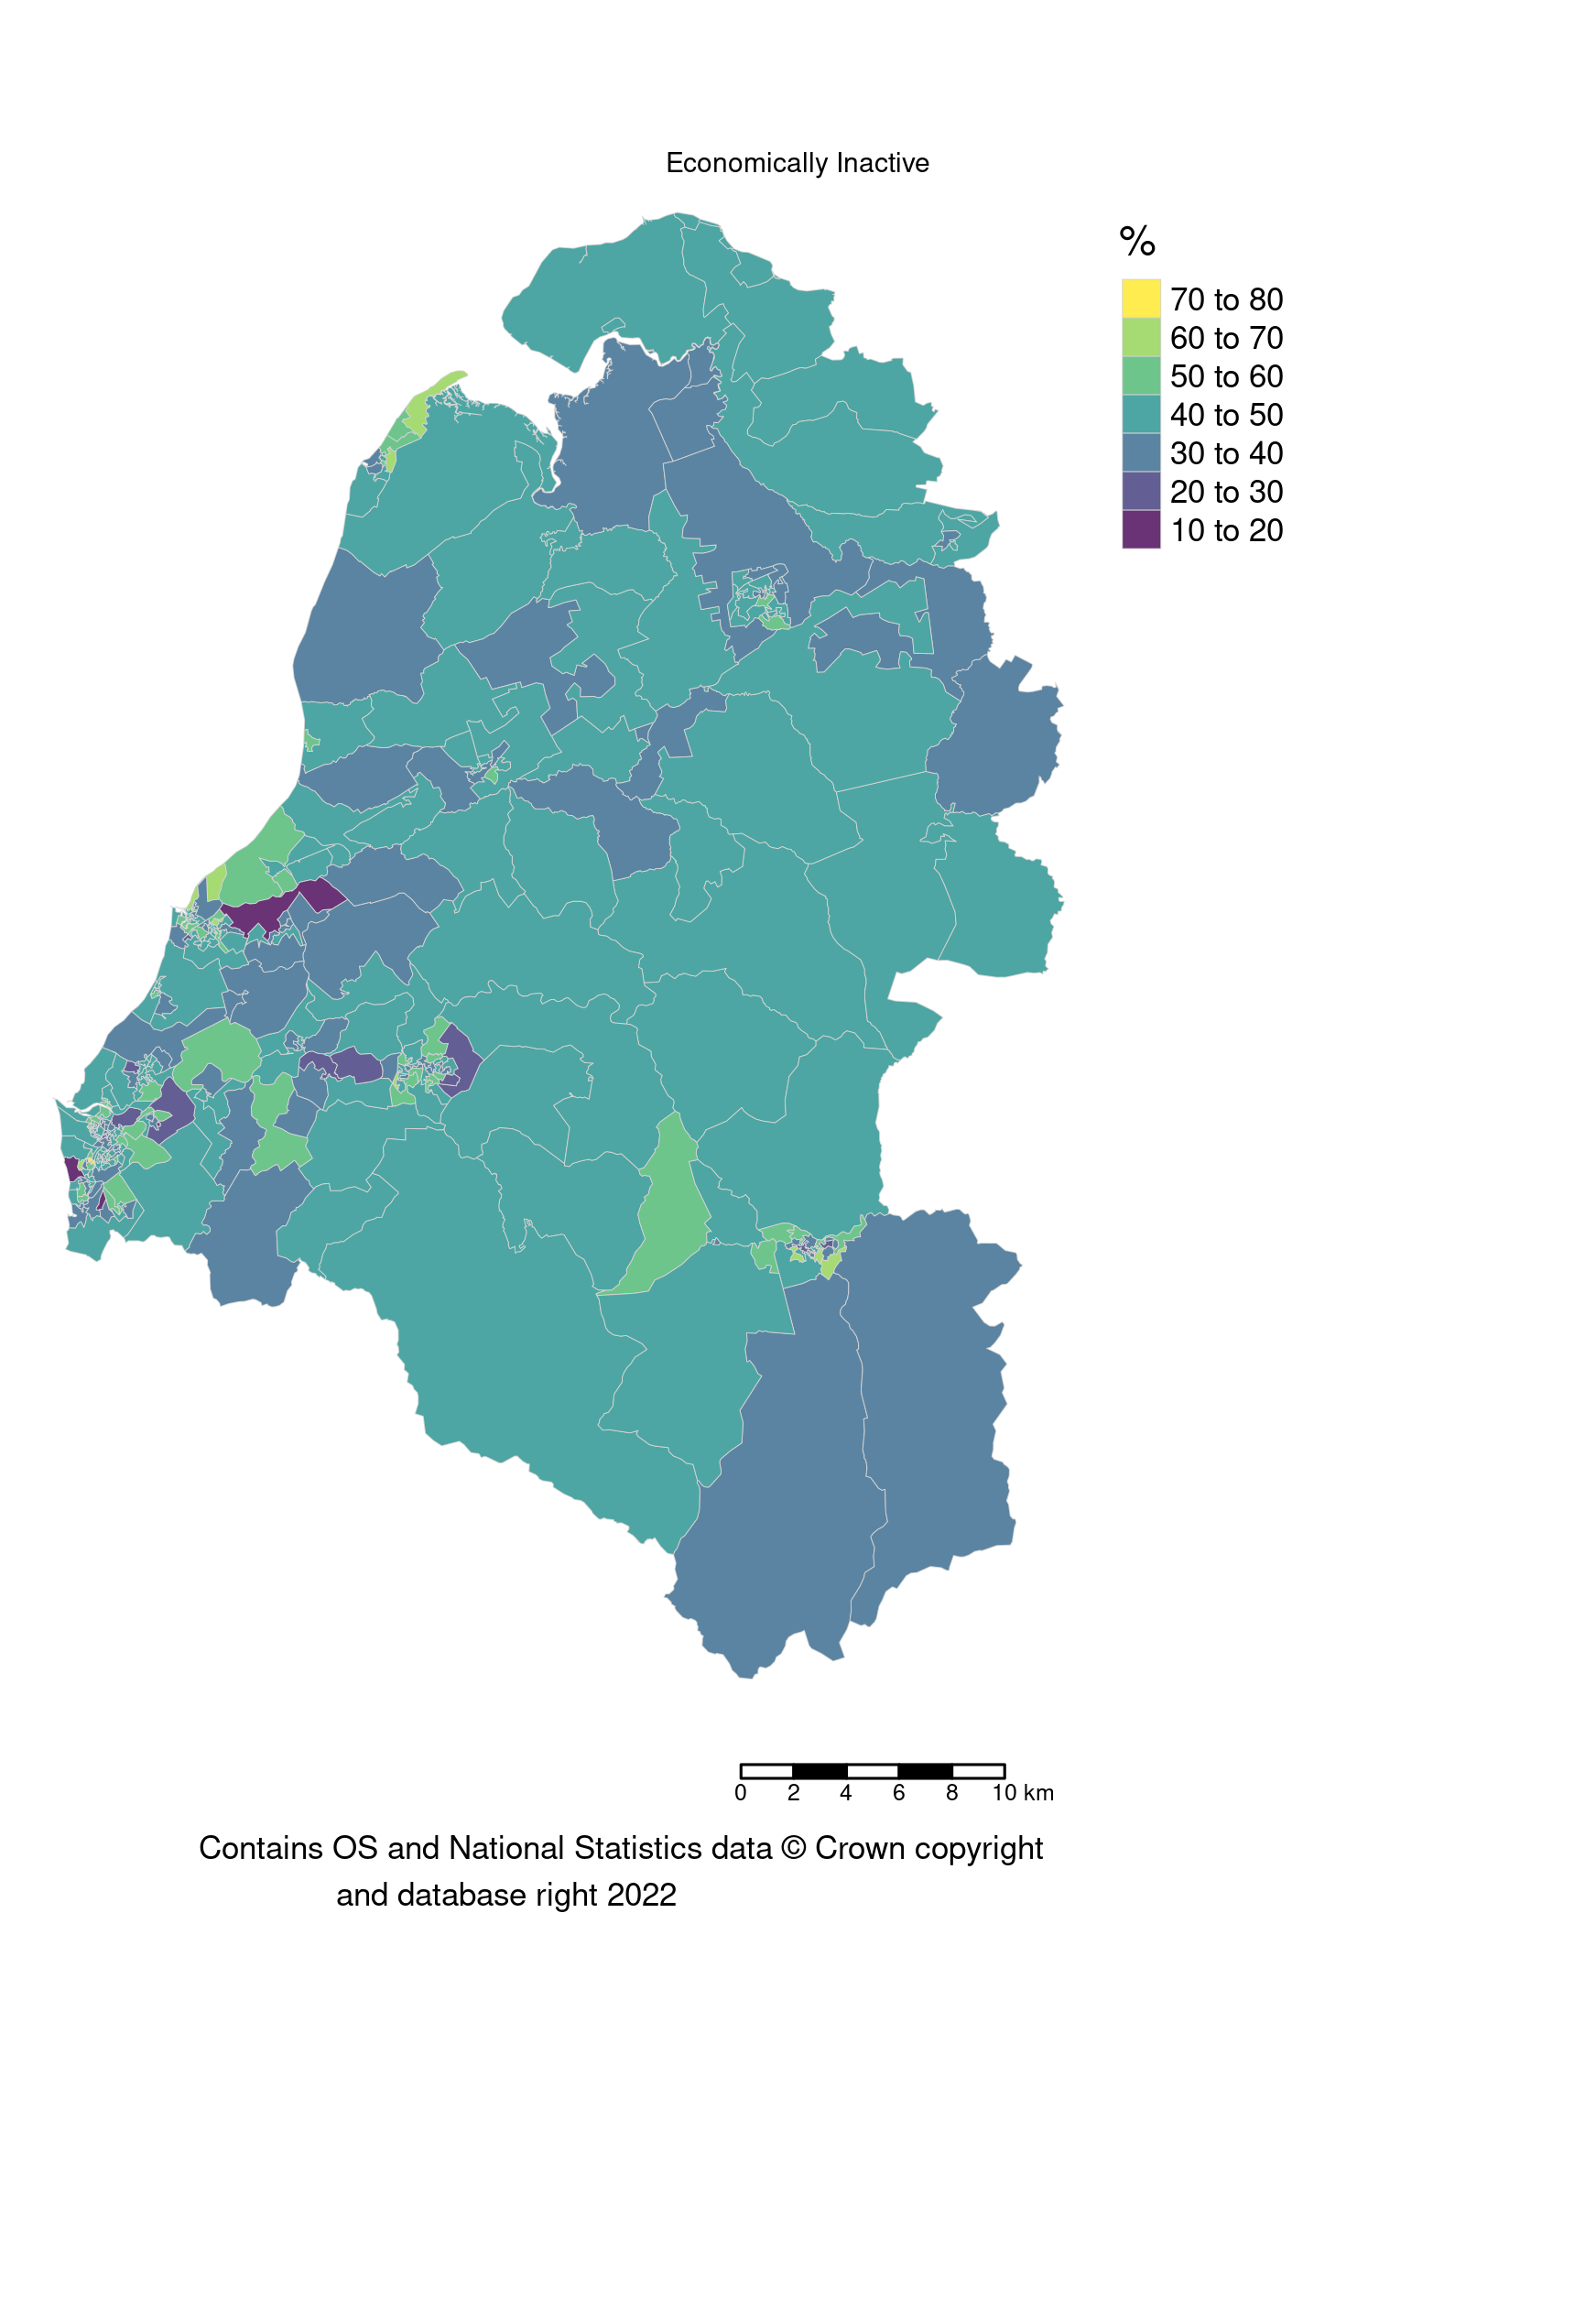 Economically Inactive
%
70 to 80
60 to 70
50 to 60
40 to 50
30 to 40
20 to 30
10 to 20
0 2 4 6 8 10 km
Contains OS and National Statistics data © Crown copyright
and database right 2022